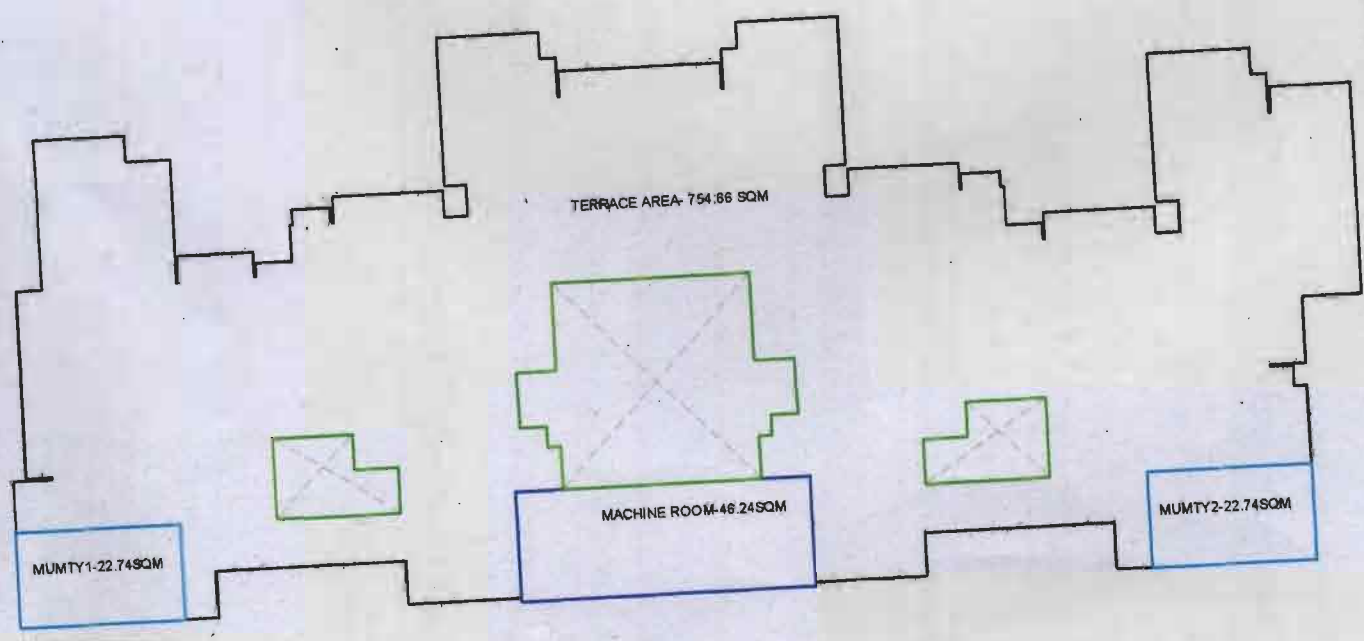 TERRACE AREA- 754.86 SQM
MACHINE ROOM-46.24SQM
MUMTY2-22.74SQM
MUMTY1-22.74SQM